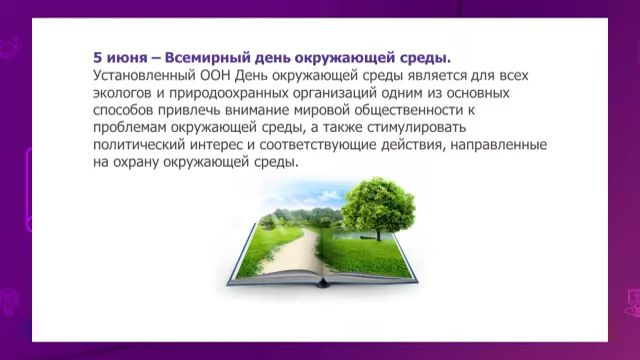 5 июня – Всемирный день окружающей среды.
Установленный ООН День окружающей среды является для всех
экологов и природоохранных организаций одним из основных
способов привлечь внимание мировой общественности к
проблемам окружающей среды, а также стимулировать
политический интерес и соответствующие действия, направленные
на охрану окружающей среды.